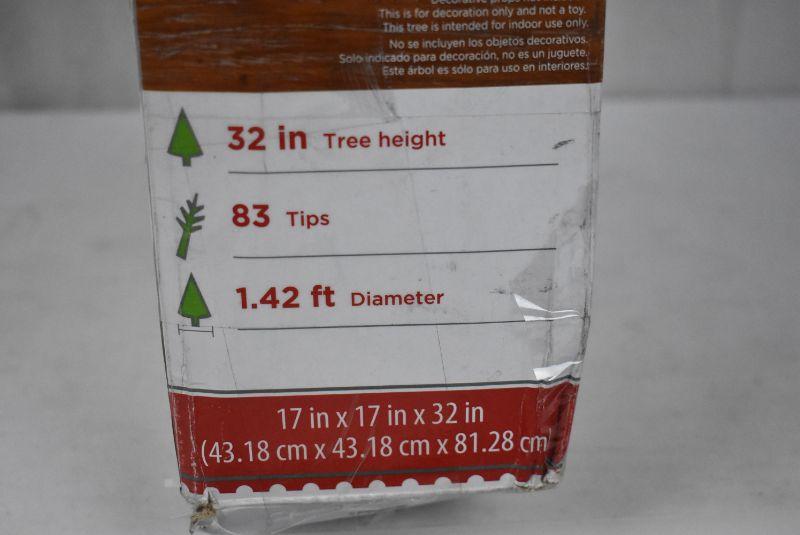 This is for decoration only and not a toy.
This tree is intended for indoor use only.
No se incluyen los objetos decorativos.
Solo indicado para decoración, no es un juguete.
Este árbol es sólo para uso en interiores.
32 in Tree height
83 Tips
1.42 ft Diameter
17 in x 17 in x 32 in
(43.18 cm x 43.18 cm x 81.28 cm